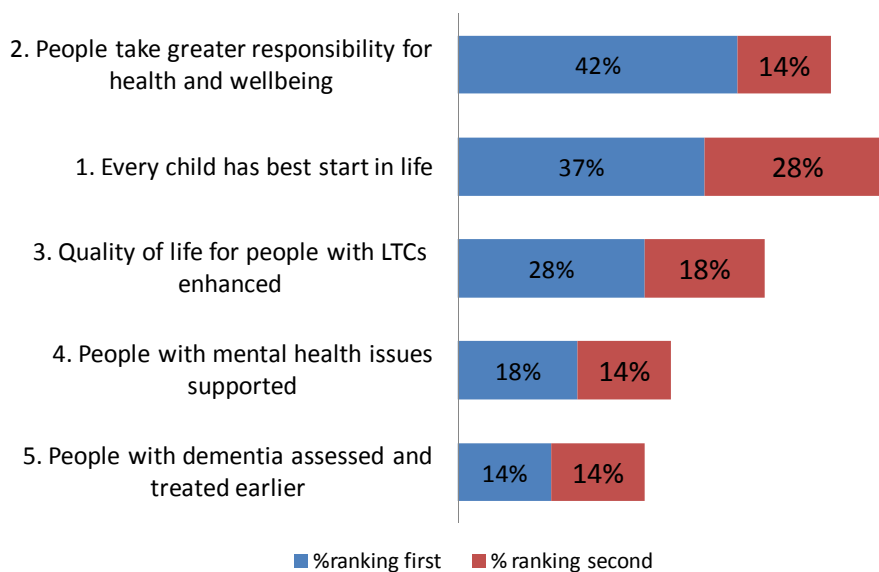 2. People take greater responsibility for
health and wellbeing
42% 14%
1. Every child has best start in life
37% 28%
3. Quality of life for people with LTCs
enhanced
28% 18%
4. People with mental health issues
supported
18% 14%
5. People with dementia assessed and
treated earlier
14% 14%
%ranking first % ranking second